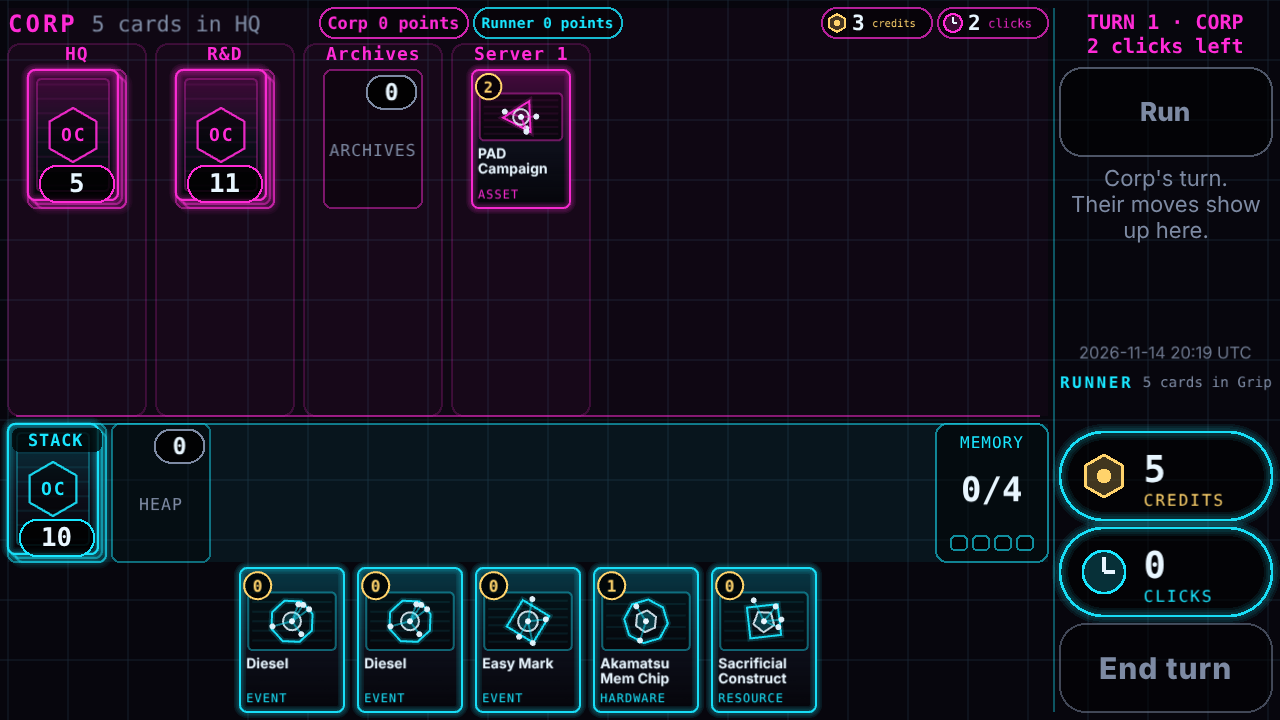 CORP 5 cards in HQ
Corp 0 points
Runner 0 points
3 credits
2 clicks
HQ
R&D
Archives
Server 1
OC
5
OC
11
0
ARCHIVES
2
PAD
Campaign
ASSET
TURN 1 · CORP
2 clicks left
Run
Corp's turn.
Their moves show
up here.
2026-11-14 20:19 UTC
RUNNER 5 cards in Grip
STACK
OC
10
0
HEAP
MEMORY
0/4
5
CREDITS
0
CLICKS
End turn
0
Diesel
EVENT
0
Diesel
EVENT
0
Easy Mark
EVENT
1
Akamatsu
Mem Chip
HARDWARE
0
Sacrificial
Construct
RESOURCE